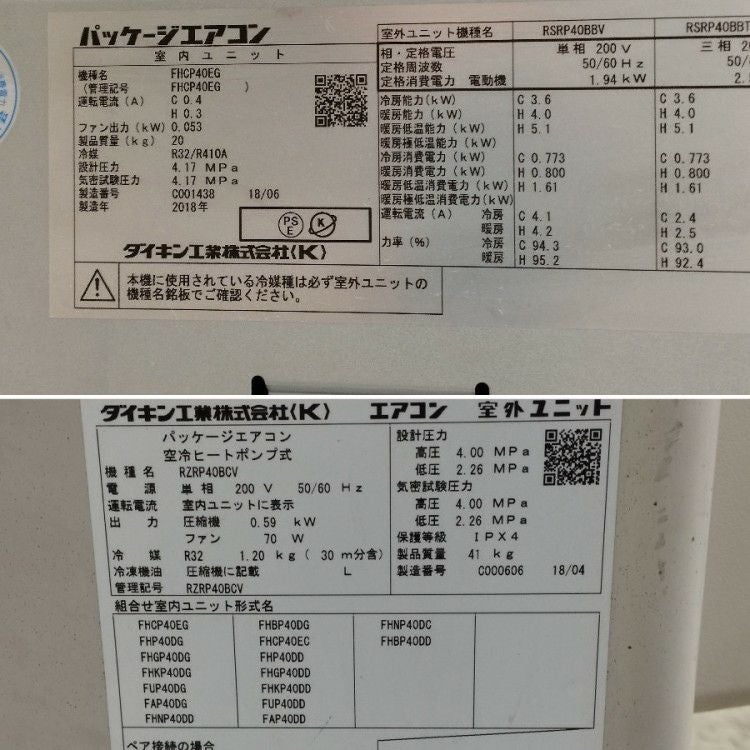 パッケージエアコン
室内ユニット
機種名 FHCP40EG
(管理記号 FHCP40EG )
運転電流(A) C 0.4
H 0.3
ファン出力(kW) 0.053
製品質量(kg) 20
冷媒 R32/R410A
設計圧力 4.17 MPa
気密試験圧力 4.17 MPa
製造番号 C001438 18/06
製造年 2018年
PS
E
ダイキン工業株式会社〈K〉
本機に使用されている冷媒種は必ず室外ユニットの
機種名銘板でご確認ください。
室外ユニット機種名 RSRP40BBV RSRP40BBT
相・定格電圧 単相 200 V 三相 20
定格周波数 50/60 Hz 50/6
定格消費電力 電動機 1.94 kW 2.
冷房能力(kW) C 3.6 C 3.6
暖房能力(kW) H 4.0 H 4.0
暖房低温能力(kW) H 5.1 H 5.1
暖房極低温能力(kW)
冷房消費電力(kW) C 0.773 C 0.773
暖房消費電力(kW) H 0.800 H 0.800
暖房低温消費電力(kW) H 1.61 H 1.61
暖房極低温消費電力(kW)
運転電流(A) 冷房 C 4.1 C 2.4
暖房 H 4.2 H 2.5
力率(%) 冷房 C 94.3 C 93.0
暖房 H 95.2 H 92.4
ダイキン工業株式会社〈K〉 エアコン 室外ユニット
パッケージエアコン
空冷ヒートポンプ式
機種名 RZRP40BCV
電源 単相 200 V 50/60 Hz
運転電流 室内ユニットに表示
出力 圧縮機 0.59 kW
ファン 70 W
冷媒 R32 1.20 kg ( 30 m分含)
冷凍機油 圧縮機に記載 L
管理記号 RZRP40BCV
設計圧力
高圧 4.00 MPa
低圧 2.26 MPa
気密試験圧力
高圧 4.00 MPa
低圧 2.26 MPa
保護等級 IPX4
製品質量 41 kg
製造番号 C000606 18/04
組合せ室内ユニット形式名
FHCP40EG FHBP40DG FHNP40DC
FHP40DG FHCP40EC FHBP40DD
FHGP40DG FHP40DD
FHKP40DG FHGP40DD
FUP40DG FHKP40DD
FAP40DG FUP40DD
FHNP40DD FAP40DD
ペア接続の場合